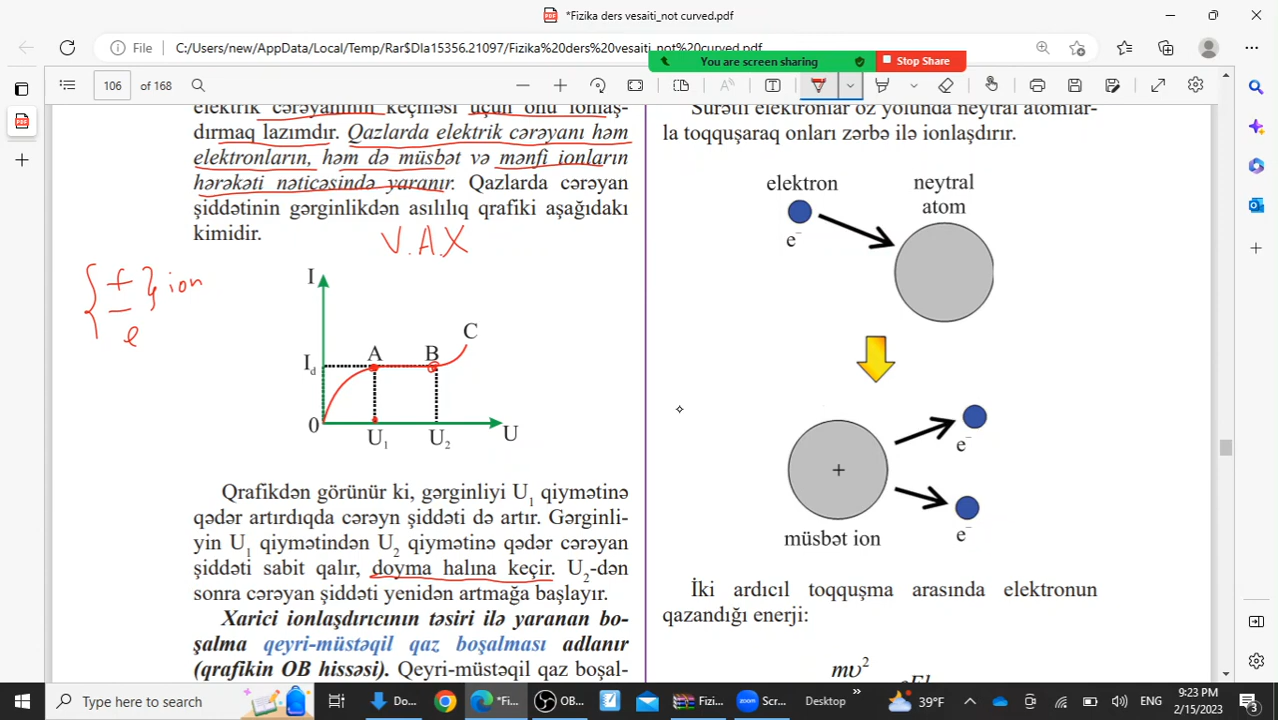 *Fizika ders vesaiti_not curved.pdf
File
C:/Users/new/AppData/Local/Temp/Rar$DIa15356.21097/Fizika%20ders%20vesaiti_not%20curved.pdf
You are screen sharing
Stop Share
106
of 168
elektrik cərəyanının keçməsi üçün onu ionlaş-
dırmaq lazımdır. Qazlarda elektrik cərəyanı həm
elektronların, həm də müsbət və mənfi ionların
hərəkəti nəticəsində yaranır. Qazlarda cərəyan
şiddətinin gərginlikdən asılılıq qrafiki aşağıdakı
kimidir.
V.A.X
+
ion
−
e
I
A
B
C
Id
0
U1
U2
U
Qrafikdən görünür ki, gərginliyi U1 qiymətinə
qədər artırdıqda cərəyn şiddəti də artır. Gərginli-
yin U1 qiymətindən U2 qiymətinə qədər cərəyan
şiddəti sabit qalır, doyma halına keçir. U2-dən
sonra cərəyan şiddəti yenidən artmağa başlayır.
Xarici ionlaşdırıcının təsiri ilə yaranan bo-
şalma qeyri-müstəqil qaz boşalması adlanır
(qrafikin OB hissəsi). Qeyri-müstəqil qaz boşal-
Sürətli elektronlar öz yolunda neytral atomlar-
la toqquşaraq onları zərbə ilə ionlaşdırır.
elektron
neytral
atom
e⁻
+
e⁻
e⁻
müsbət ion
İki ardıcıl toqquşma arasında elektronun
qazandığı enerji:
mυ²
Type here to search
Do...
*Fi...
OB...
Fizi...
Scr...
Desktop
39°F
ENG
9:23 PM
2/15/2023
3